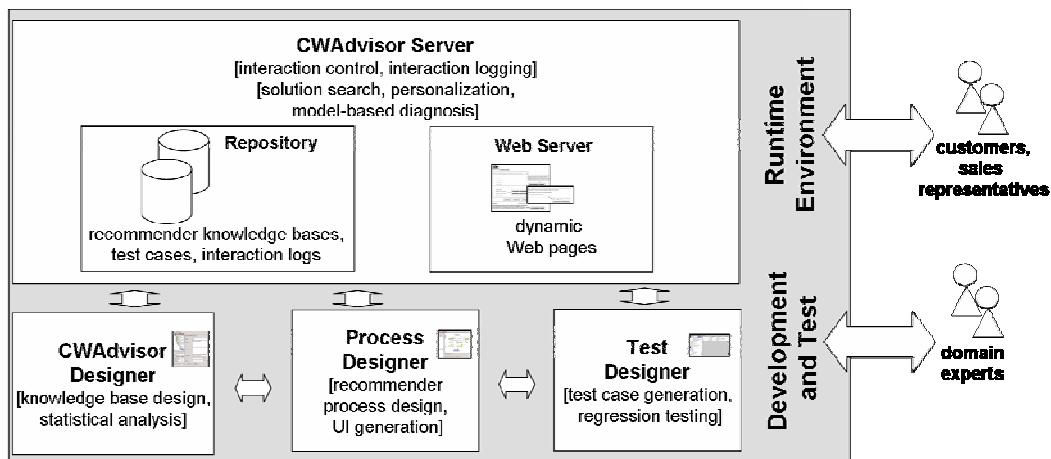 CWAdvisor Server
[interaction control, interaction logging]
[solution search, personalization,
model-based diagnosis]
Repository
recommender knowledge bases,
test cases, interaction logs
Web Server
dynamic
Web pages
Runtime
Environment
customers,
sales
representatives
CWAdvisor
Designer
[knowledge base design,
statistical analysis]
Process
Designer
[recommender
process design,
UI generation]
Test
Designer
[test case generation,
regression testing]
Development
and Test
domain
experts